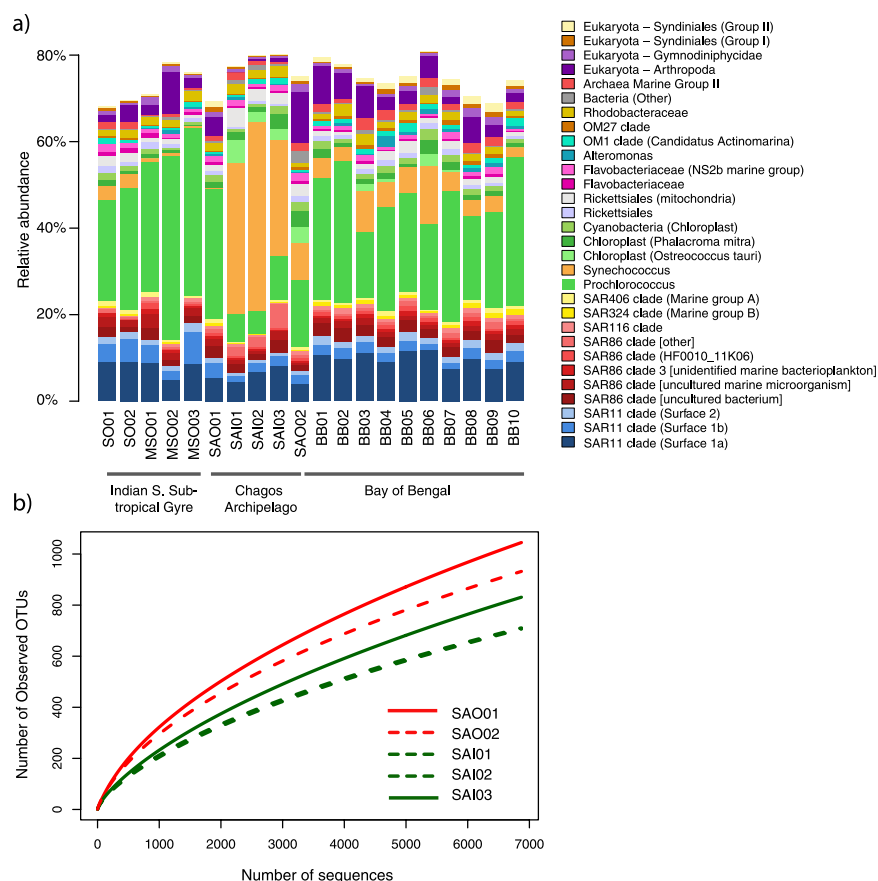 a)
80%
60%
40%
20%
0%
Relative abundance
SO01
SO02
MSO01
MSO02
MSO03
SAO01
SAI01
SAI02
SAI03
SAO02
BB01
BB02
BB03
BB04
BB05
BB06
BB07
BB08
BB09
BB10
Indian S. Sub-
tropical Gyre
Chagos
Archipelago
Bay of Bengal
Eukaryota – Syndiniales (Group II)
Eukaryota – Syndiniales (Group I)
Eukaryota – Gymnodiniphycidae
Eukaryota – Arthropoda
Archaea Marine Group II
Bacteria (Other)
Rhodobacteraceae
OM27 clade
OM1 clade (Candidatus Actinomarina)
Alteromonas
Flavobacteriaceae (NS2b marine group)
Flavobacteriaceae
Rickettsiales (mitochondria)
Rickettsiales
Cyanobacteria (Chloroplast)
Chloroplast (Phalacroma mitra)
Chloroplast (Ostreococcus tauri)
Synechococcus
Prochlorococcus
SAR406 clade (Marine group A)
SAR324 clade (Marine group B)
SAR116 clade
SAR86 clade [other]
SAR86 clade (HF0010_11K06)
SAR86 clade 3 [unidentified marine bacterioplankton]
SAR86 clade [uncultured marine microorganism]
SAR86 clade [uncultured bacterium]
SAR11 clade (Surface 2)
SAR11 clade (Surface 1b)
SAR11 clade (Surface 1a)
b)
Number of Observed OTUs
1000
800
600
400
200
0
SAO01
SAO02
SAI01
SAI02
SAI03
0 1000 2000 3000 4000 5000 6000 7000
Number of sequences